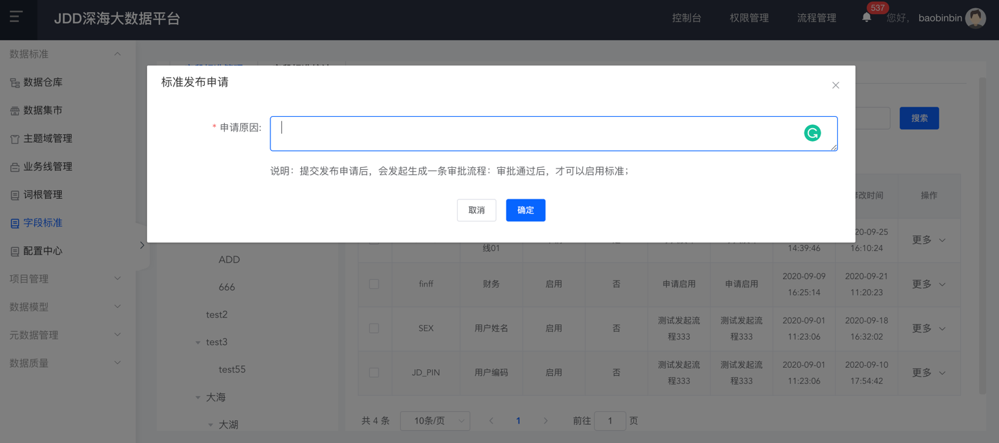 JDD深海大数据平台
控制台
权限管理
流程管理
537
您好,
baobinbin
数据标准
数据仓库
数据集市
主题域管理
业务线管理
词根管理
字段标准
配置中心
项目管理
数据模型
元数据管理
数据质量
标准发布申请
* 申请原因:
说明：提交发布申请后，会发起生成一条审批流程：审批通过后，才可以启用标准；
取消
确定
搜索
ADD
666
test2
test3
test55
大海
大湖
改时间
操作
线01
14:39:46
20-09-25
16:10:24
更多
finff
财务
启用
否
申请启用
申请启用
2020-09-09
16:25:14
2020-09-21
11:20:23
更多
SEX
用户姓名
启用
否
测试发起流
程333
测试发起流
程333
2020-09-01
11:23:06
2020-09-18
16:32:02
更多
JD_PIN
用户编码
启用
否
测试发起流
程333
测试发起流
程333
2020-09-01
11:23:06
2020-09-10
17:54:42
更多
共 4 条
10条/页
1
前往
1
页